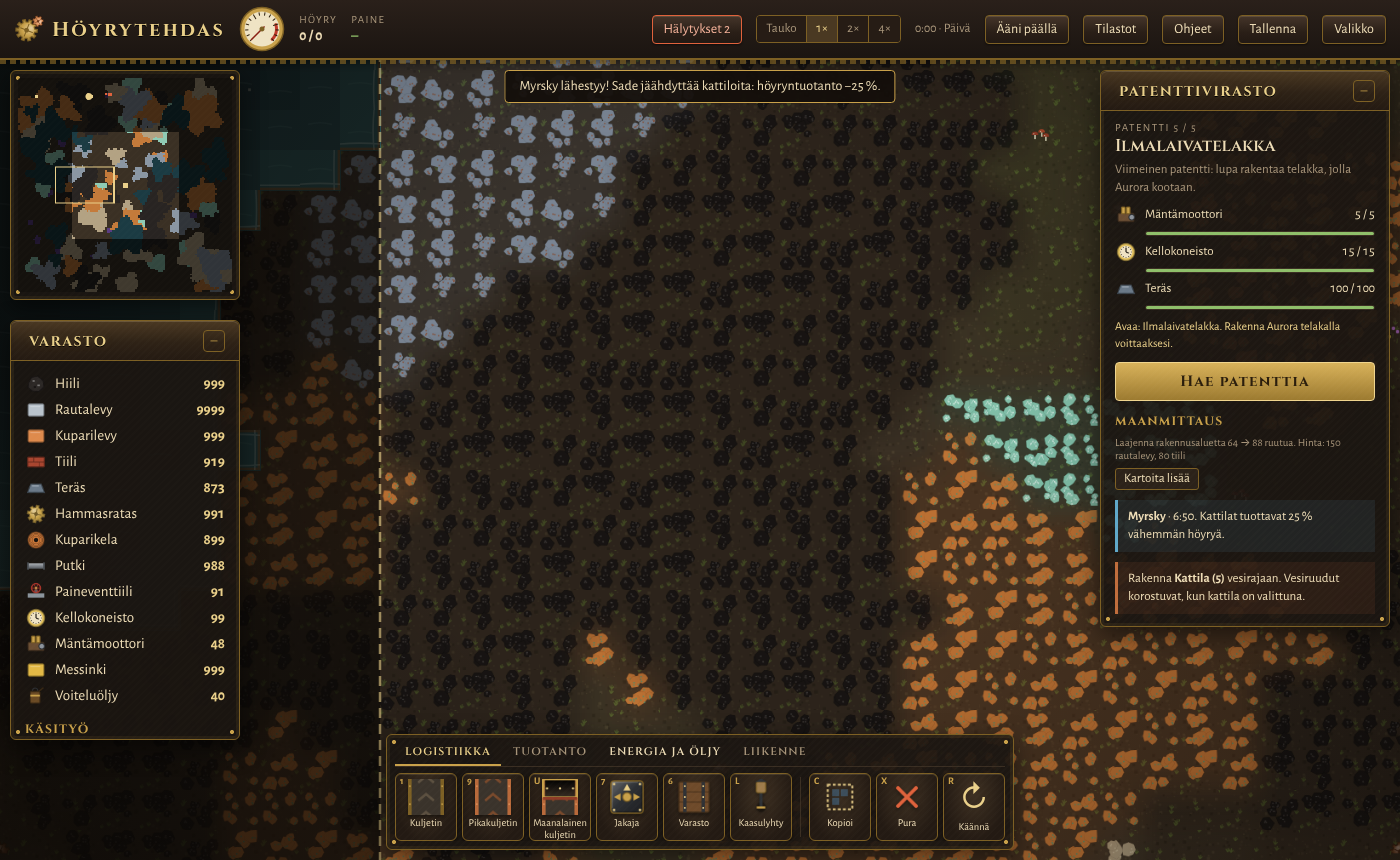 HÖYRYTEHDAS
HÖYRY
0/0
PAINE
–
Hälytykset 2
Tauko
1×
2×
4×
0:00 · Päivä
Ääni päällä
Tilastot
Ohjeet
Tallenna
Valikko
Myrsky lähestyy! Sade jäähdyttää kattiloita: höyryntuotanto −25 %.
VARASTO
−
Hiili 999
Rautalevy 9999
Kuparilevy 999
Tiili 919
Teräs 873
Hammasratas 991
Kuparikela 899
Putki 988
Paineventtiili 91
Kellokoneisto 99
Mäntämoottori 48
Messinki 999
Voiteluöljy 40
KÄSITYÖ
PATENTTIVIRASTO
−
PATENTTI 5 / 5
ILMALAIVATELAKKA
Viimeinen patentti: lupa rakentaa telakka, jolla
Aurora kootaan.
Mäntämoottori 5 / 5
Kellokoneisto 15 / 15
Teräs 100 / 100
Avaa: Ilmalaivatelakka. Rakenna Aurora telakalla
voittaaksesi.
HAE PATENTTIA
MAANMITTAUS
Laajenna rakennusaluetta 64 → 88 ruutua. Hinta: 150
rautalevy, 80 tiili
Kartoita lisää
Myrsky · 6:50. Kattilat tuottavat 25 %
vähemmän höyryä.
Rakenna Kattila (5) vesirajaan. Vesiruudut
korostuvat, kun kattila on valittuna.
LOGISTIIKKA
TUOTANTO
ENERGIA JA ÖLJY
LIIKENNE
1
Kuljetin
9
Pikakuljetin
U
Maanalainen
kuljetin
7
Jakaja
6
Varasto
L
Kaasulyhty
C
Kopioi
X
Pura
R
Käännä